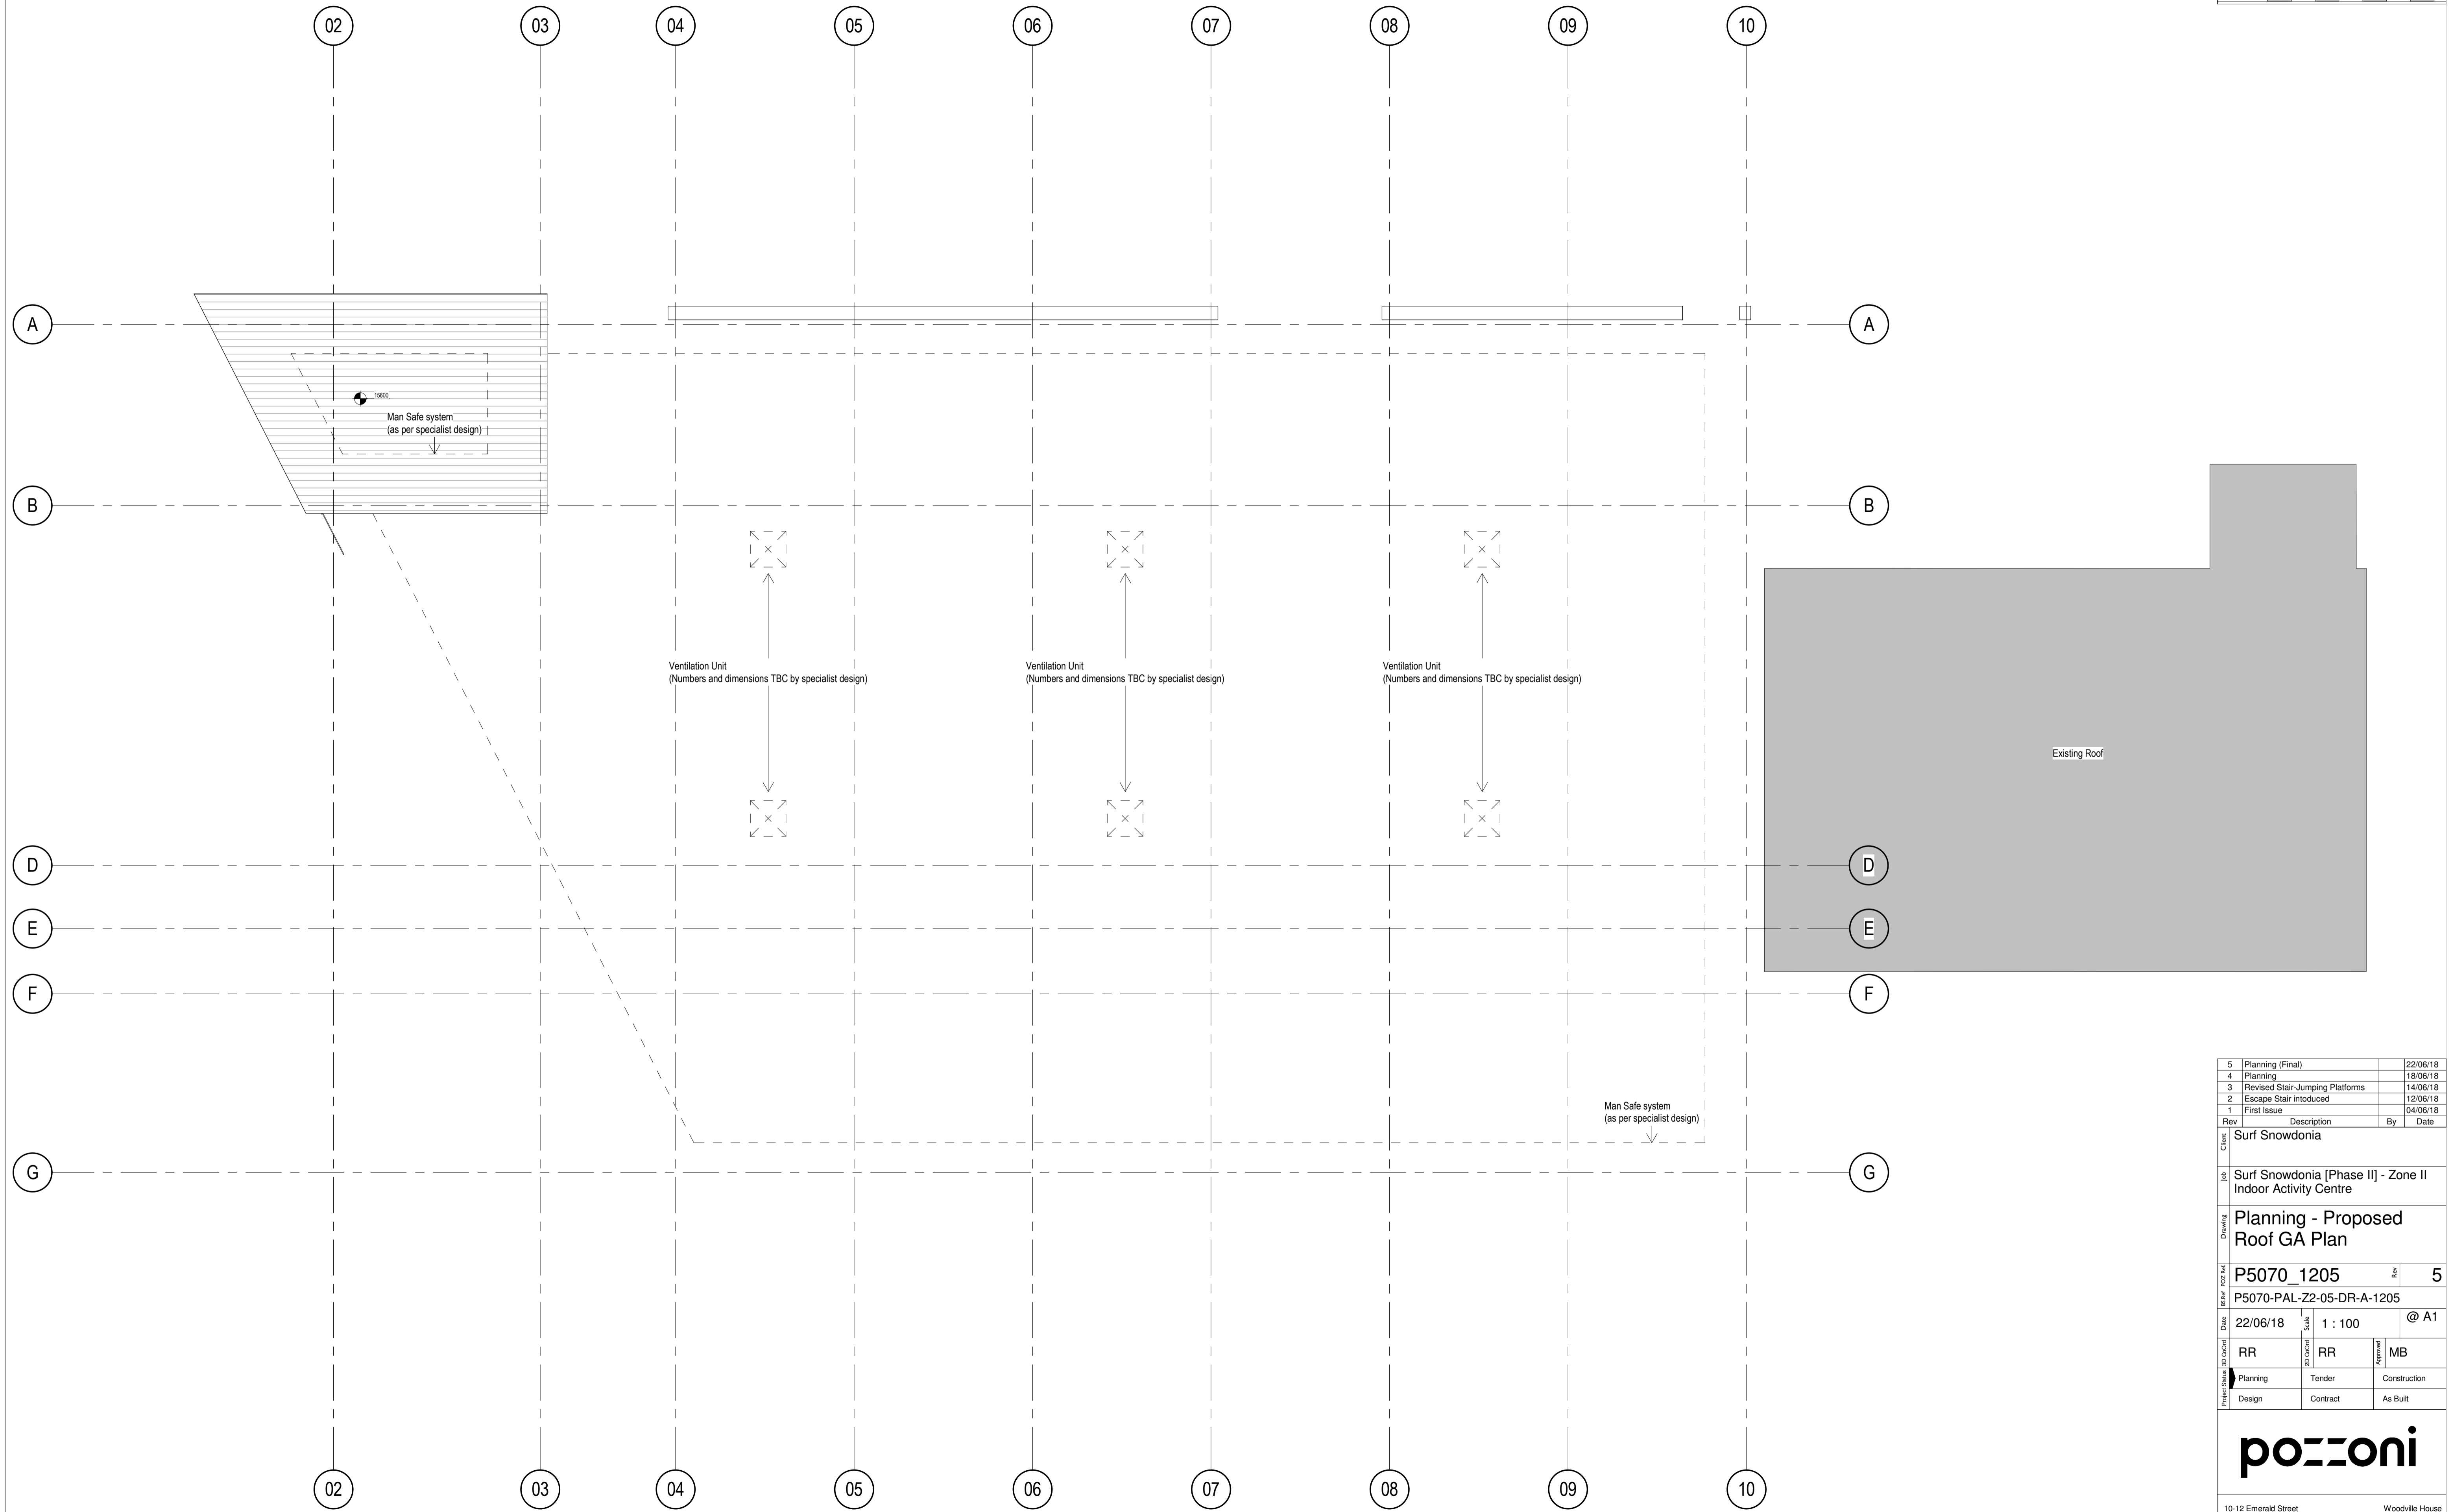 02 03 04 05 06 07 08 09 10
A A
15600
Man Safe system
(as per specialist design)
B B
Ventilation Unit
(Numbers and dimensions TBC by specialist design)
Ventilation Unit
(Numbers and dimensions TBC by specialist design)
Ventilation Unit
(Numbers and dimensions TBC by specialist design)
Existing Roof
D D
E E
F F
Man Safe system
(as per specialist design)
G G
02 03 04 05 06 07 08 09 10
5 Planning (Final) 22/06/18
4 Planning 18/06/18
3 Revised Stair-Jumping Platforms 14/06/18
2 Escape Stair intoduced 12/06/18
1 First Issue 04/06/18
Rev Description By Date
Client Surf Snowdonia
Job Surf Snowdonia [Phase II] - Zone II
Indoor Activity Centre
Drawing Planning - Proposed
Roof GA Plan
POZ Ref P5070_1205 Rev 5
BS.Ref P5070-PAL-Z2-05-DR-A-1205
Date 22/06/18 Scale 1 : 100 @ A1
3D CoOrd RR 2D CoOrd RR Approved MB
Project Status Planning Tender Construction
Design Contract As Built
pozzoni
10-12 Emerald Street Woodville House